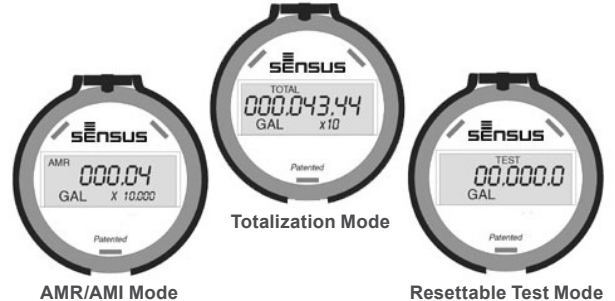 SENSUS
TOTAL
000.043.44
GAL x10
Patented
Totalization Mode
SENSUS
AMR
000.04
GAL X 10,000
Patented
AMR/AMI Mode
SENSUS
TEST
00.000.0
GAL
Patented
Resettable Test Mode